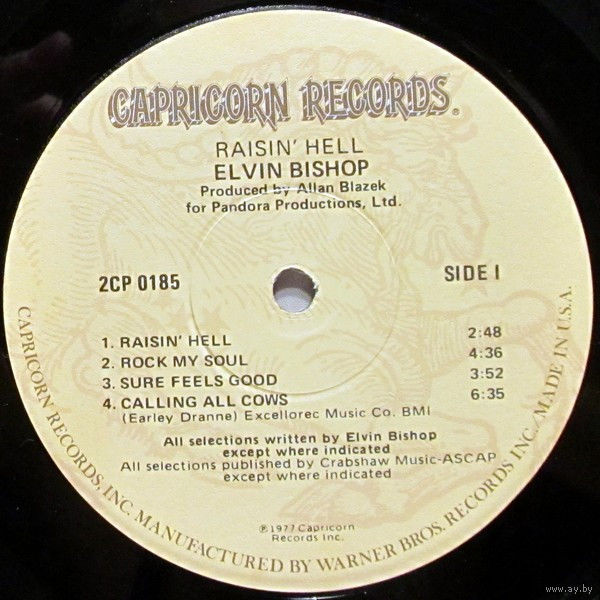 CAPRICORN RECORDS®
RAISIN' HELL
ELVIN BISHOP
Produced by Allan Blazek
for Pandora Productions, Ltd.
2CP 0185
SIDE I
1. RAISIN' HELL 2:48
2. ROCK MY SOUL 4:36
3. SURE FEELS GOOD 3:52
4. CALLING ALL COWS 6:35
(Earley Dranne) Excellorec Music Co. BMI
All selections written by Elvin Bishop
except where indicated
All selections published by Crabshaw Music-ASCAP
except where indicated
℗1977 Capricorn
Records Inc.
CAPRICORN RECORDS, INC. MANUFACTURED BY WARNER BROS. RECORDS INC./MADE IN U.S.A.
www.ay.by